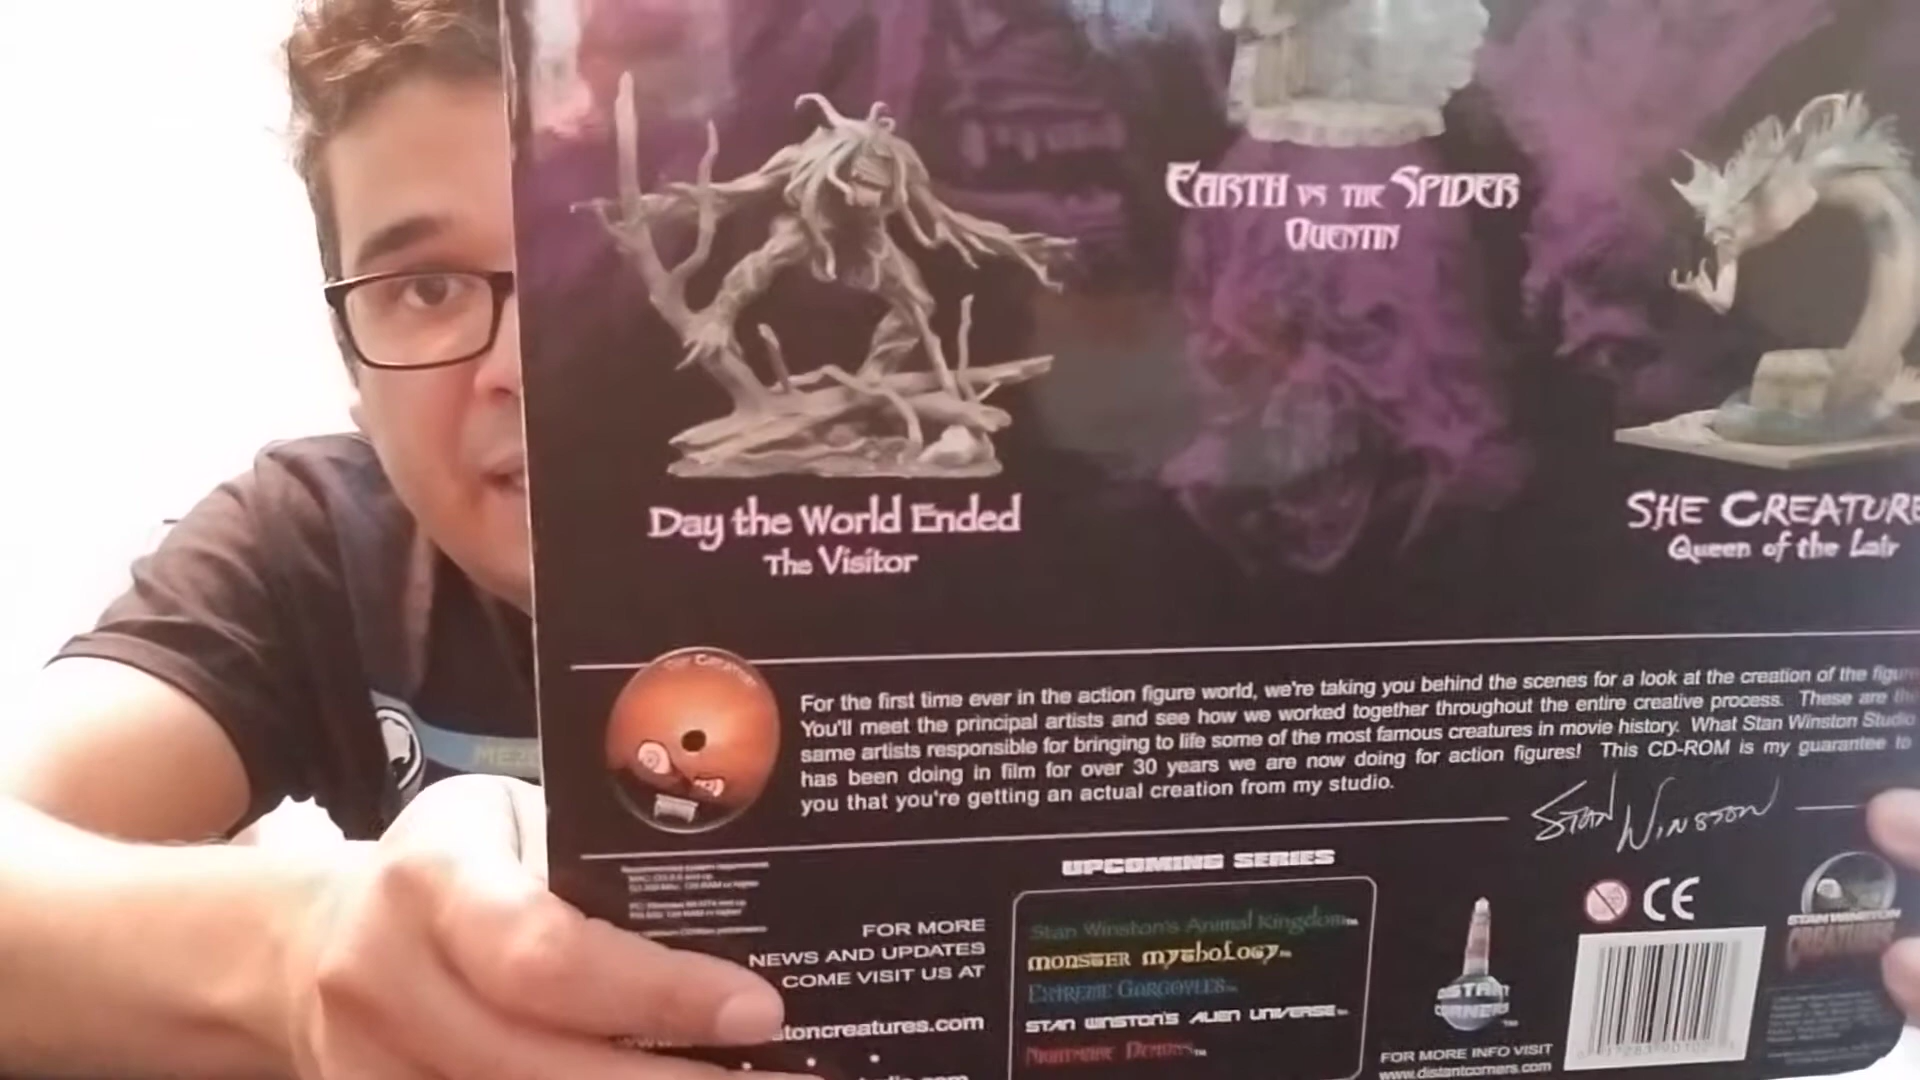 EARTH VS THE SPIDER
QUENTIN
Day the World Ended
The Visitor
SHE CREATURE
Queen of the Lair
For the first time ever in the action figure world, we're taking you behind the scenes for a look at the creation of the figure
You'll meet the principal artists and see how we worked together throughout the entire creative process. These are the
same artists responsible for bringing to life some of the most famous creatures in movie history. What Stan Winston Studio
has been doing in film for over 30 years we are now doing for action figures! This CD-ROM is my guarantee to
you that you're getting an actual creation from my studio.
STAN WINSTON
UPCOMING SERIES
Stan Winston's Animal Kingdom™
MONSTER MYTHOLOGY™
EXTREME GARGOYLES™
STAN WINSTON'S ALIEN UNIVERSE™
NIGHTMARE DEMONS™
FOR MORE
NEWS AND UPDATES
COME VISIT US AT
stoncreatures.com
CE
STAN WINSTON
CREATURES
DISTANT
CORNERS™
FOR MORE INFO VISIT
www.distantcorners.com